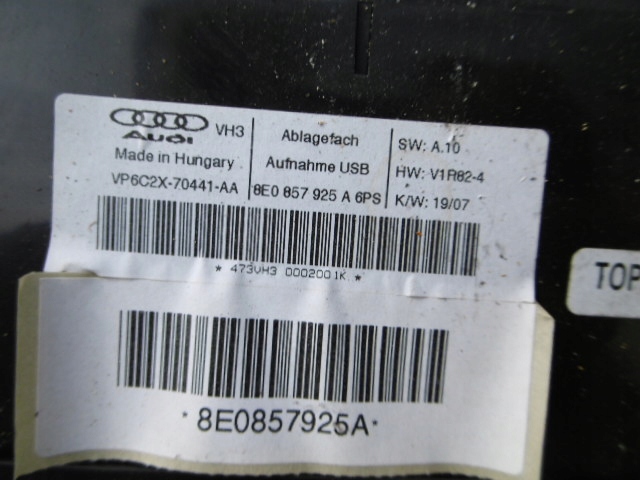 Audi
VH3
Made in Hungary
VP6C2X-70441-AA
Ablagefach
Aufnahme USB
8E0 857 925 A 6PS
SW: A.10
HW: V1R82-4
K/W: 19/07
* 473VH3 0002001K *
TOP
*8E0857925A*